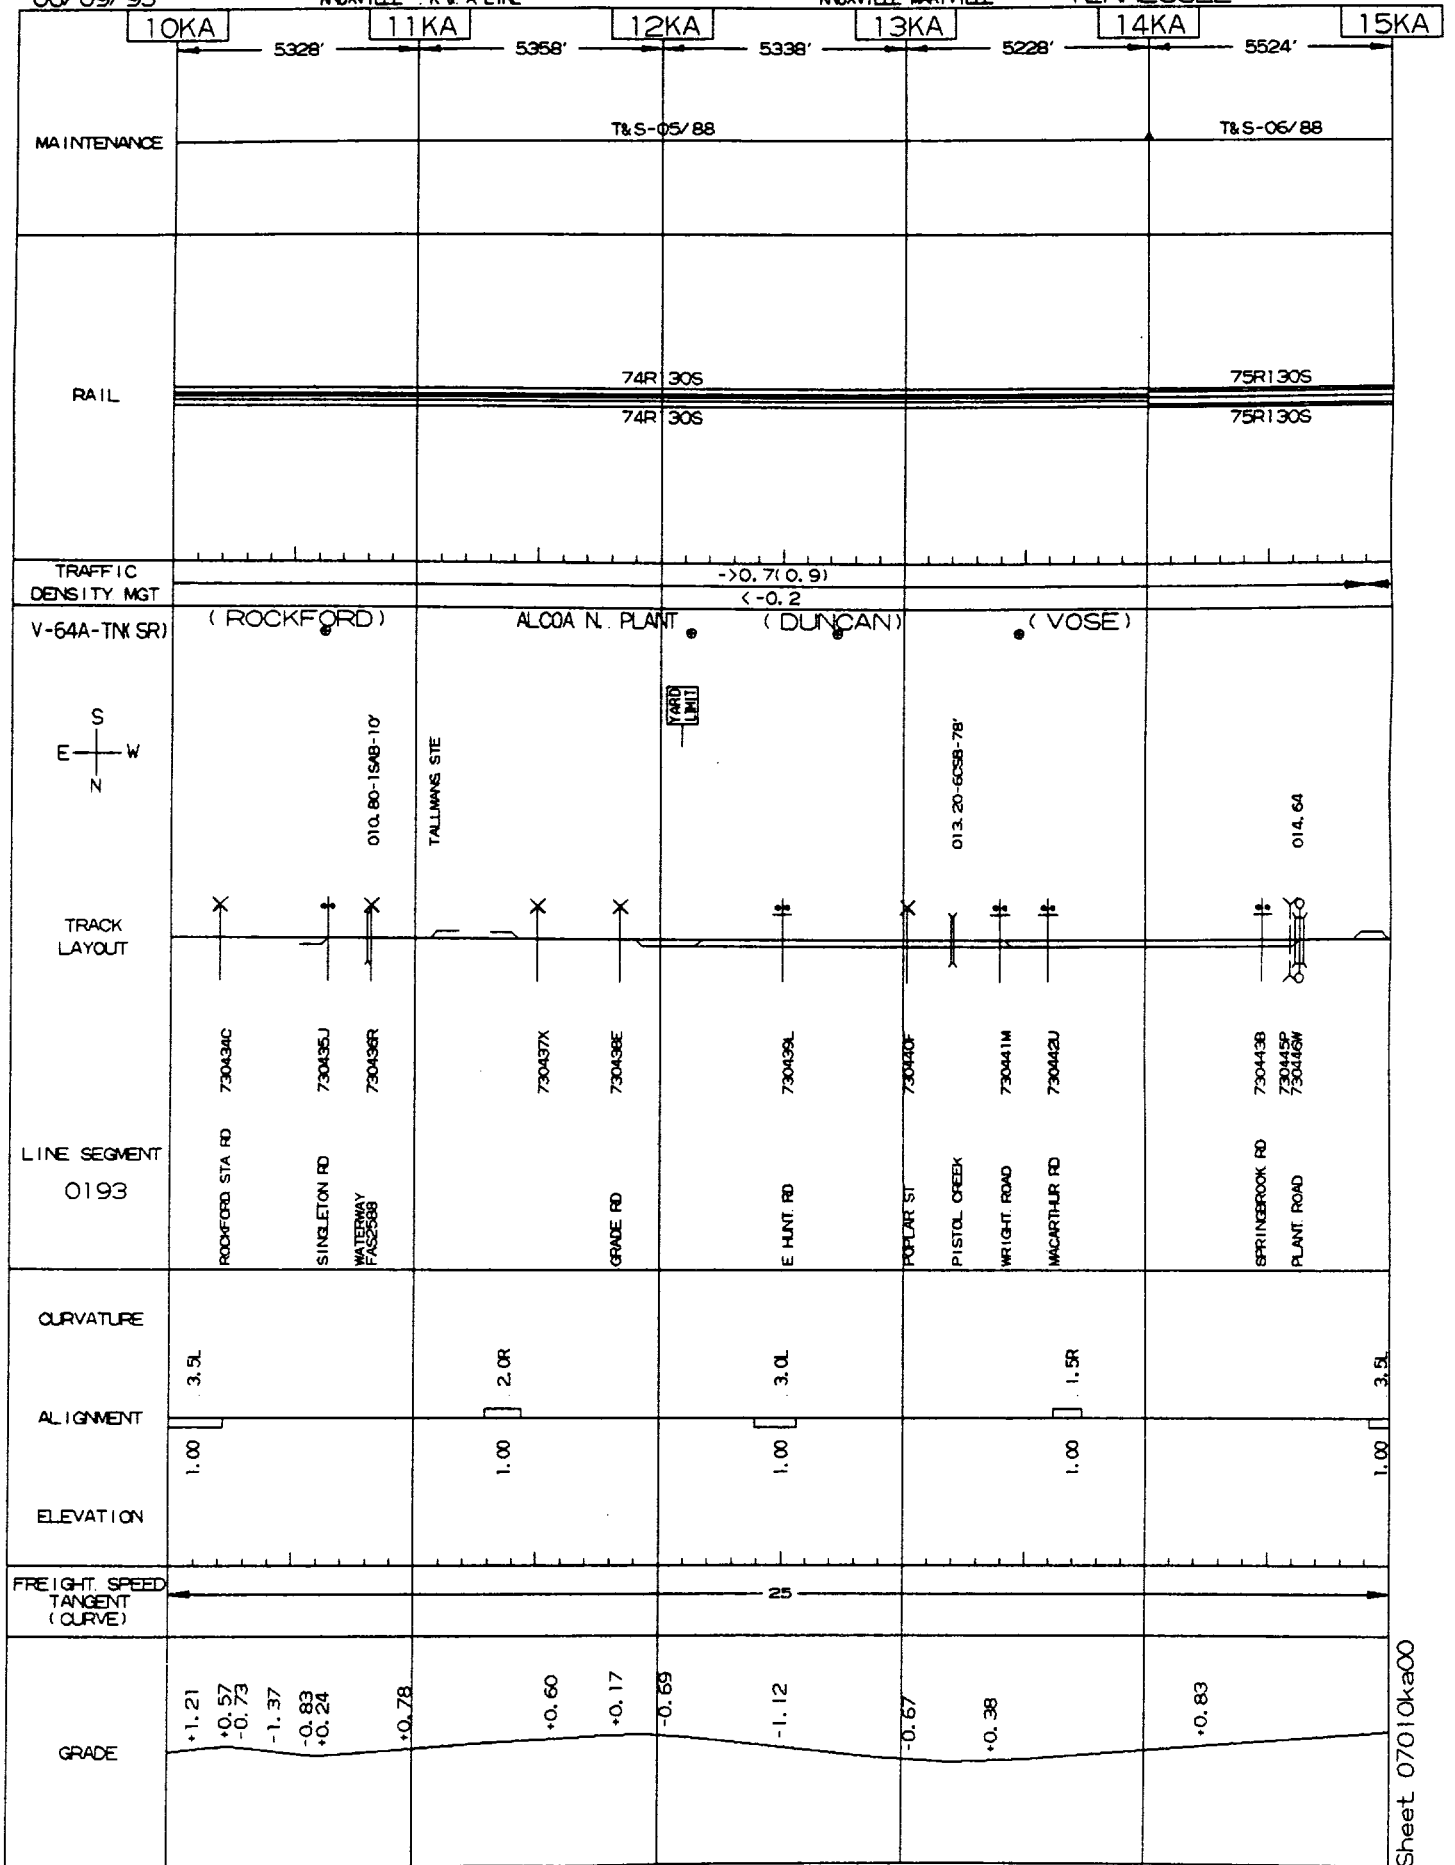 10KA 11KA 12KA 13KA 14KA 15KA
5328' 5358' 5338' 5228' 5524'
T&S-05/88 T&S-06/88
MAINTENANCE
74R130S 75R130S
RAIL
74R130S 75R130S
TRAFFIC
DENSITY MGT
->0.7(0.9)
<-0.2
V-64A-TN(SR)
(ROCKFORD) ALCOA N. PLANT (DUNCAN) (VOSE)
YARD
LIMIT
S
E W
N
010.80-1SAB-10'
TALLMANS STE
013.20-6CSB-78'
014.64
TRACK
LAYOUT
730434C
730435J
730436R
730437X
730438E
730439L
730440F
730441M
730442U
730443B
730445P
730446W
LINE SEGMENT
0193
ROCKFORD STA RD
SINGLETON RD
WATERWAY
FAS2588
GRADE RD
E HUNT RD
POPLAR ST
PISTOL CREEK
WRIGHT ROAD
MACARTHUR RD
SPRINGBROOK RD
PLANT ROAD
CURVATURE
3.5L 2.0R 3.0L 1.5R 3.5L
ALIGNMENT
1.00 1.00 1.00 1.00 1.00
ELEVATION
FREIGHT SPEED
TANGENT
(CURVE)
25
+1.21
+0.57
-0.73
-1.37
-0.83
+0.24
+0.78
+0.60
+0.17
-0.69
-1.12
-0.67
+0.38
+0.83
GRADE
Sheet 07010ka00